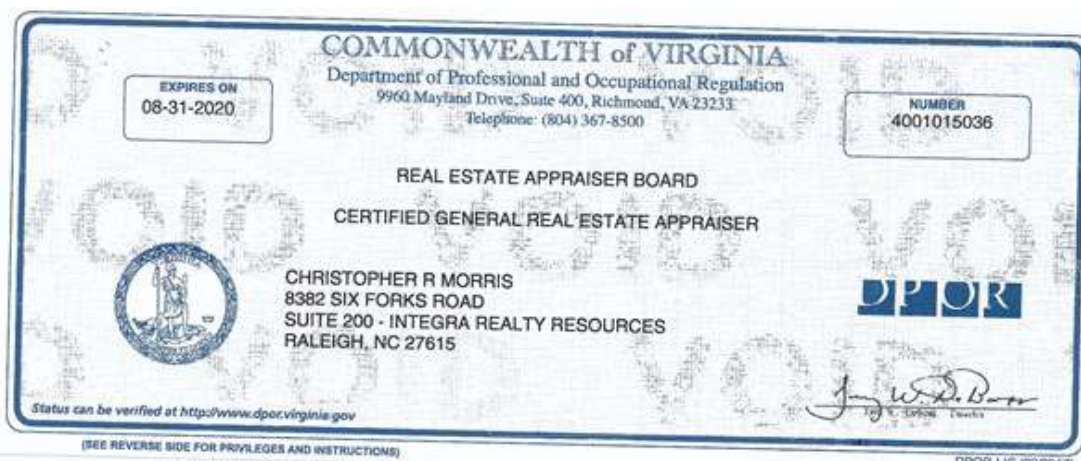 COMMONWEALTH of VIRGINIA
Department of Professional and Occupational Regulation
9960 Mayland Drive, Suite 400, Richmond, VA 23233
Telephone: (804) 367-8500
EXPIRES ON
08-31-2020
NUMBER
4001015036
REAL ESTATE APPRAISER BOARD
CERTIFIED GENERAL REAL ESTATE APPRAISER
CHRISTOPHER R MORRIS
8382 SIX FORKS ROAD
SUITE 200 - INTEGRA REALTY RESOURCES
RALEIGH, NC 27615
DPOR
VOID VOID VOID
Status can be verified at http://www.dpor.virginia.gov
(SEE REVERSE SIDE FOR PRIVILEGES AND INSTRUCTIONS)